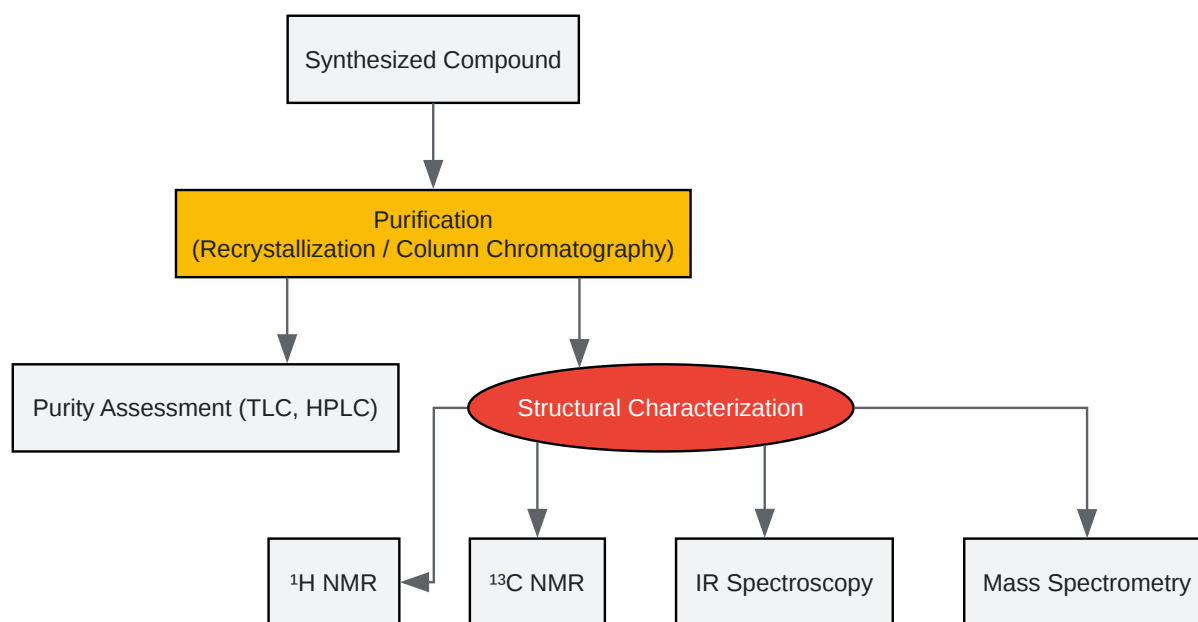 Synthesized Compound
Purification
(Recrystallization / Column Chromatography)
Purity Assessment (TLC, HPLC)
Structural Characterization
¹H NMR
¹³C NMR
IR Spectroscopy
Mass Spectrometry